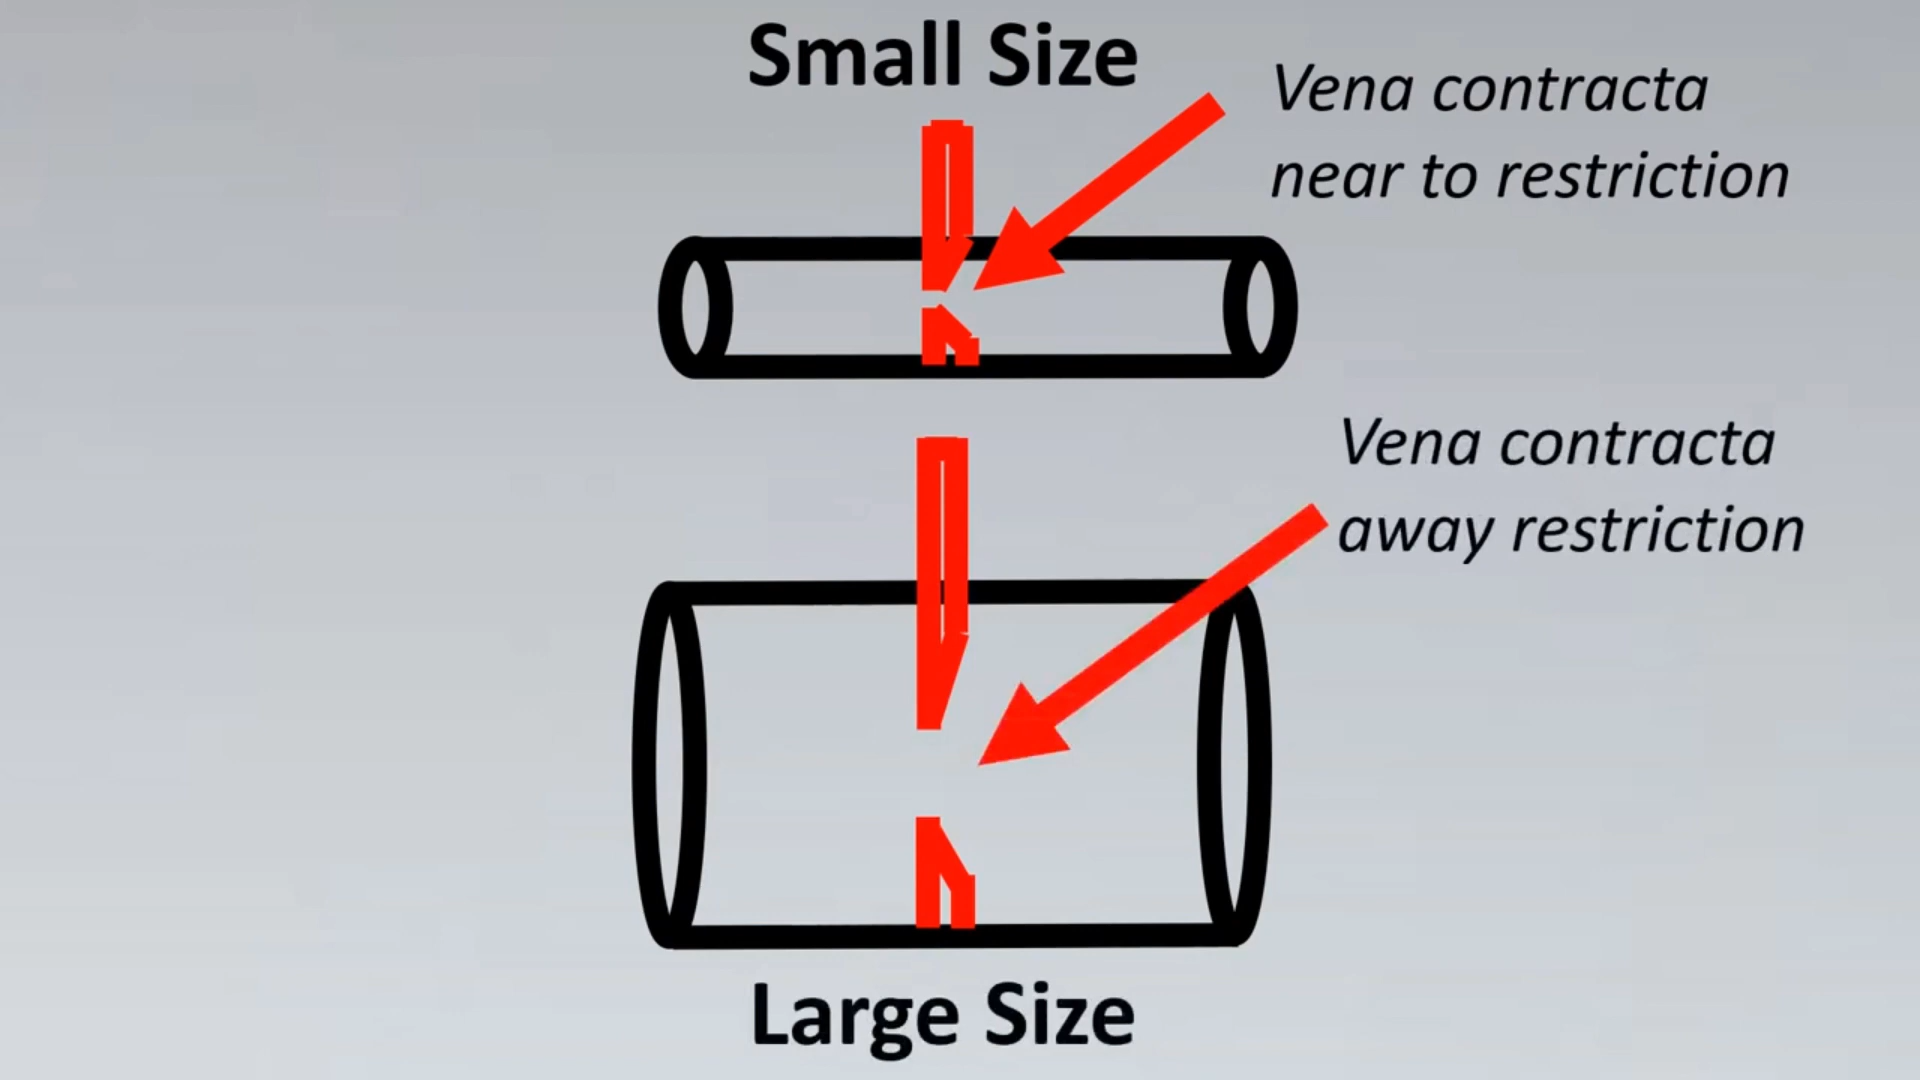 Small Size
Vena contracta
near to restriction
Vena contracta
away restriction
Large Size